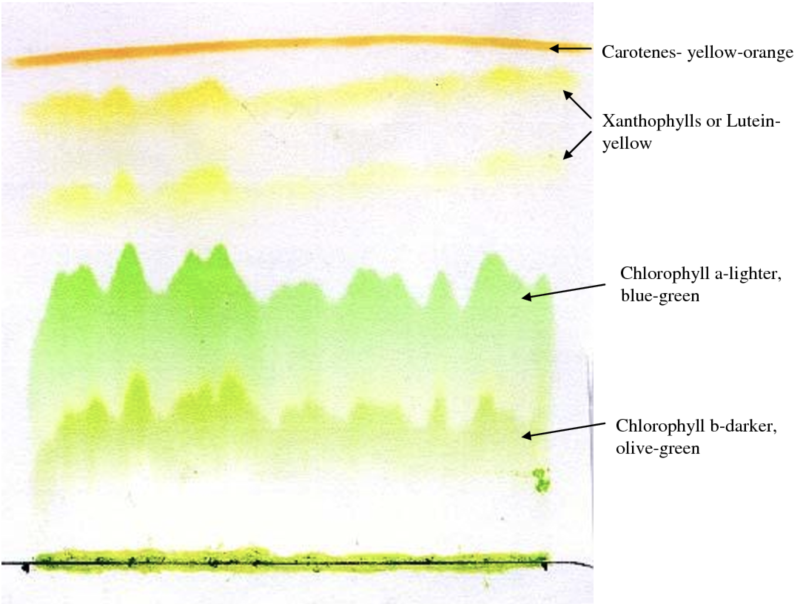 Carotenes- yellow-orange
Xanthophylls or Lutein-
yellow
Chlorophyll a-lighter,
blue-green
Chlorophyll b-darker,
olive-green